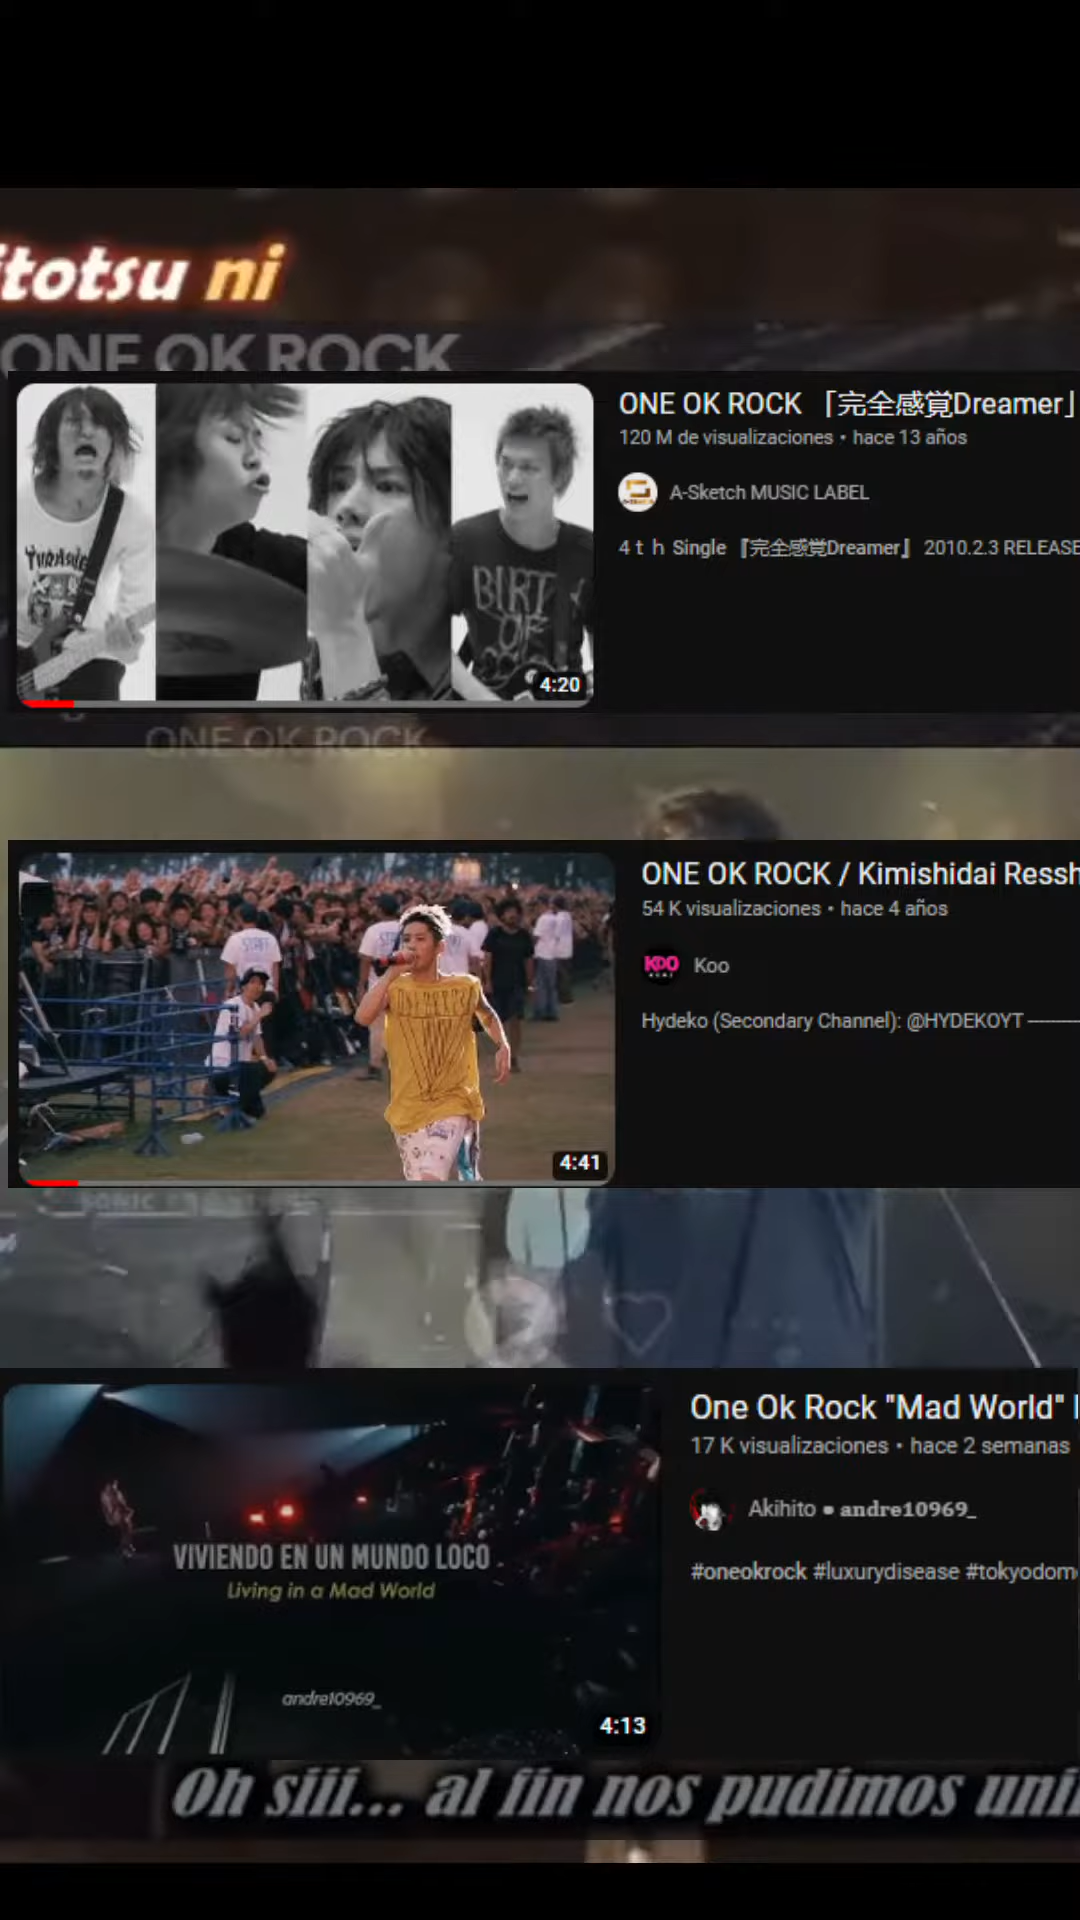 itotsu ni
ONE OK ROCK
ONE OK ROCK 「完全感覚Dreamer」
120 M de visualizaciones • hace 13 años
A-Sketch MUSIC LABEL
4ｔｈ Single 『完全感覚Dreamer』 2010.2.3 RELEASE
BIRT
OF
4:20
ONE OK ROCK
ONE OK ROCK / Kimishidai Ressh
54 K visualizaciones • hace 4 años
KOO
Koo
Hydeko (Secondary Channel): @HYDEKOYT
STAFF
4:41
SONIC
One Ok Rock "Mad World"
17 K visualizaciones • hace 2 semanas
Akihito • andre10969_
#oneokrock #luxurydisease #tokyodom
VIVIENDO EN UN MUNDO LOCO
Living in a Mad World
andre10969_
4:13
Oh siii... al fin nos pudimos uni